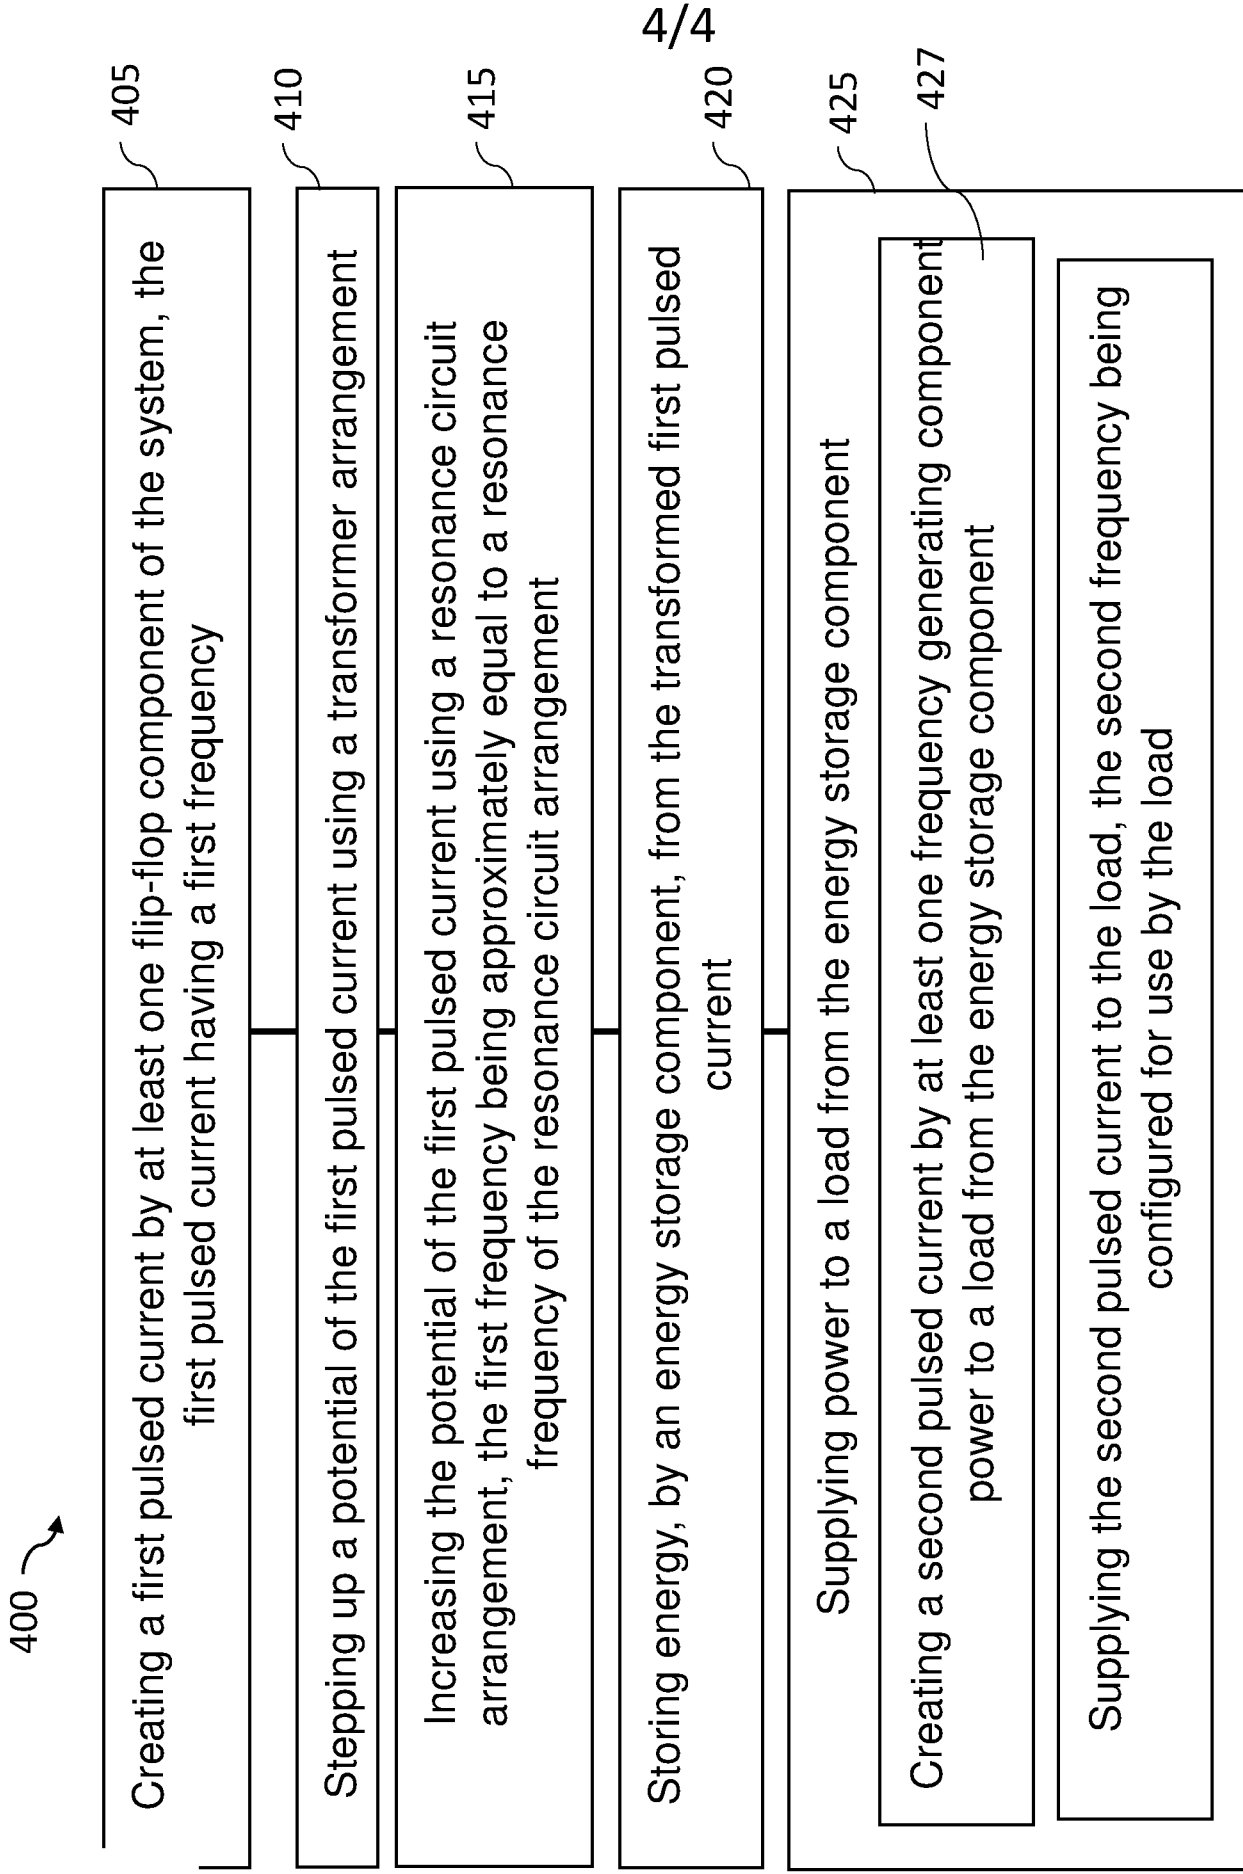 4/4
400
405
Creating a first pulsed current by at least one flip-flop component of the system, the
first pulsed current having a first frequency
410
Stepping up a potential of the first pulsed current using a transformer arrangement
415
Increasing the potential of the first pulsed current using a resonance circuit
arrangement, the first frequency being approximately equal to a resonance
frequency of the resonance circuit arrangement
420
Storing energy, by an energy storage component, from the transformed first pulsed
current
425
Supplying power to a load from the energy storage component
427
Creating a second pulsed current by at least one frequency generating component
power to a load from the energy storage component
Supplying the second pulsed current to the load, the second frequency being
configured for use by the load